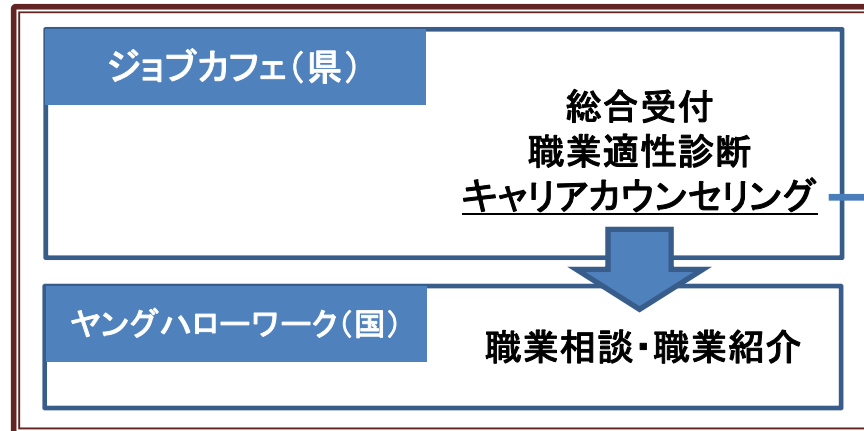 ジョブカフェ（県）
総合受付
職業適性診断
キャリアカウンセリング
ヤングハローワーク（国）
職業相談・職業紹介